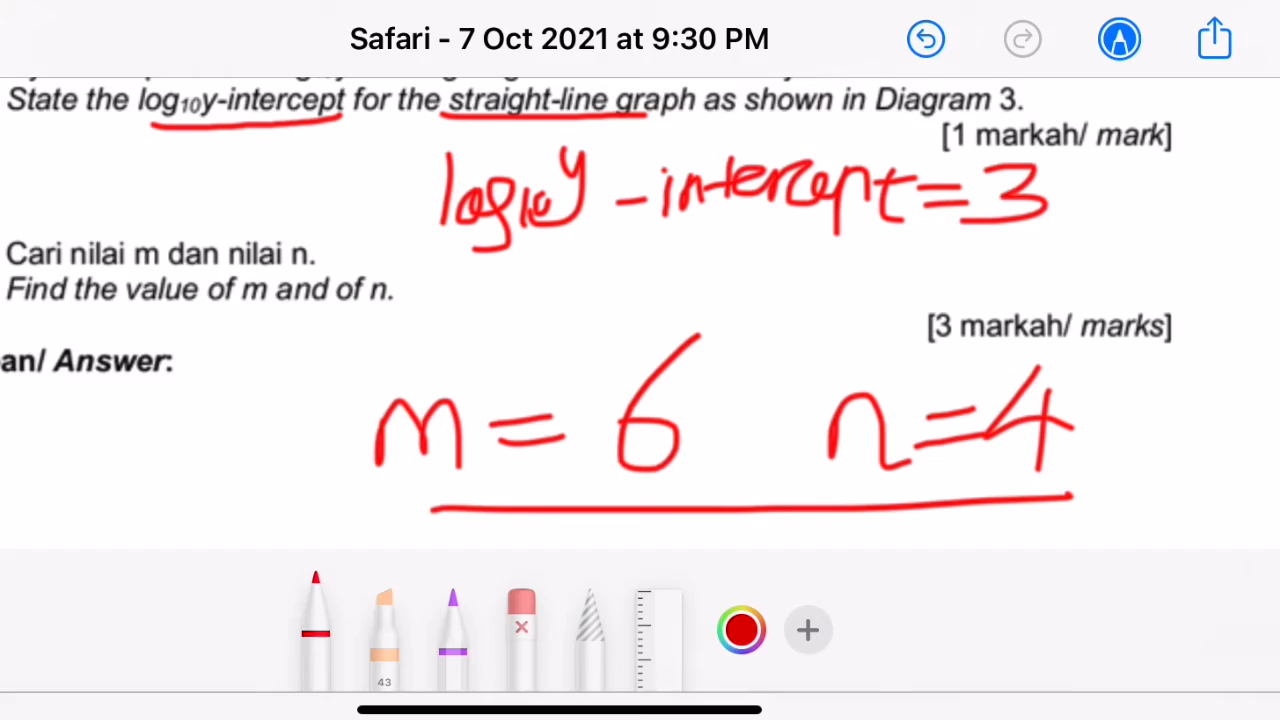 Safari - 7 Oct 2021 at 9:30 PM
State the log₁₀y-intercept for the straight-line graph as shown in Diagram 3.
[1 markah/ mark]
log₁₀y - intercept = 3
Cari nilai m dan nilai n.
Find the value of m and of n.
[3 markah/ marks]
an/ Answer:
m = 6 n = 4
43